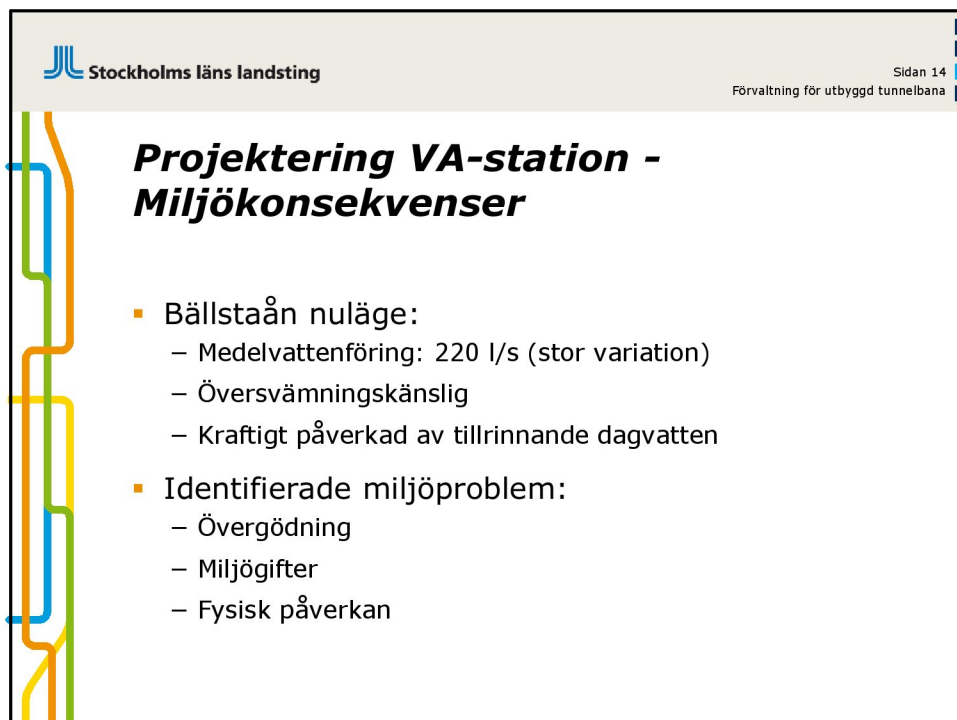 Stockholms läns landsting
Sidan 14
Förvaltning för utbyggd tunnelbana
Projektering VA-station -
Miljökonsekvenser
▪ Bällstaån nuläge:
– Medelvattenföring: 220 l/s (stor variation)
– Översvämningskänslig
– Kraftigt påverkad av tillrinnande dagvatten
▪ Identifierade miljöproblem:
– Övergödning
– Miljögifter
– Fysisk påverkan